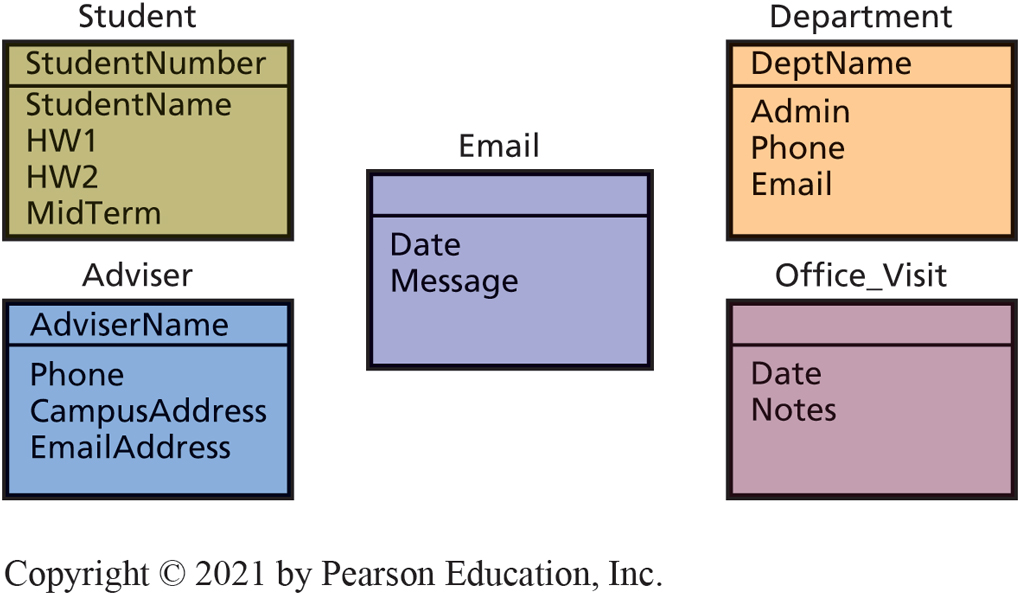 Student
StudentNumber
StudentName
HW1
HW2
MidTerm
Adviser
AdviserName
Phone
CampusAddress
EmailAddress
Email
Date
Message
Department
DeptName
Admin
Phone
Email
Office_Visit
Date
Notes
Copyright © 2021 by Pearson Education, Inc.